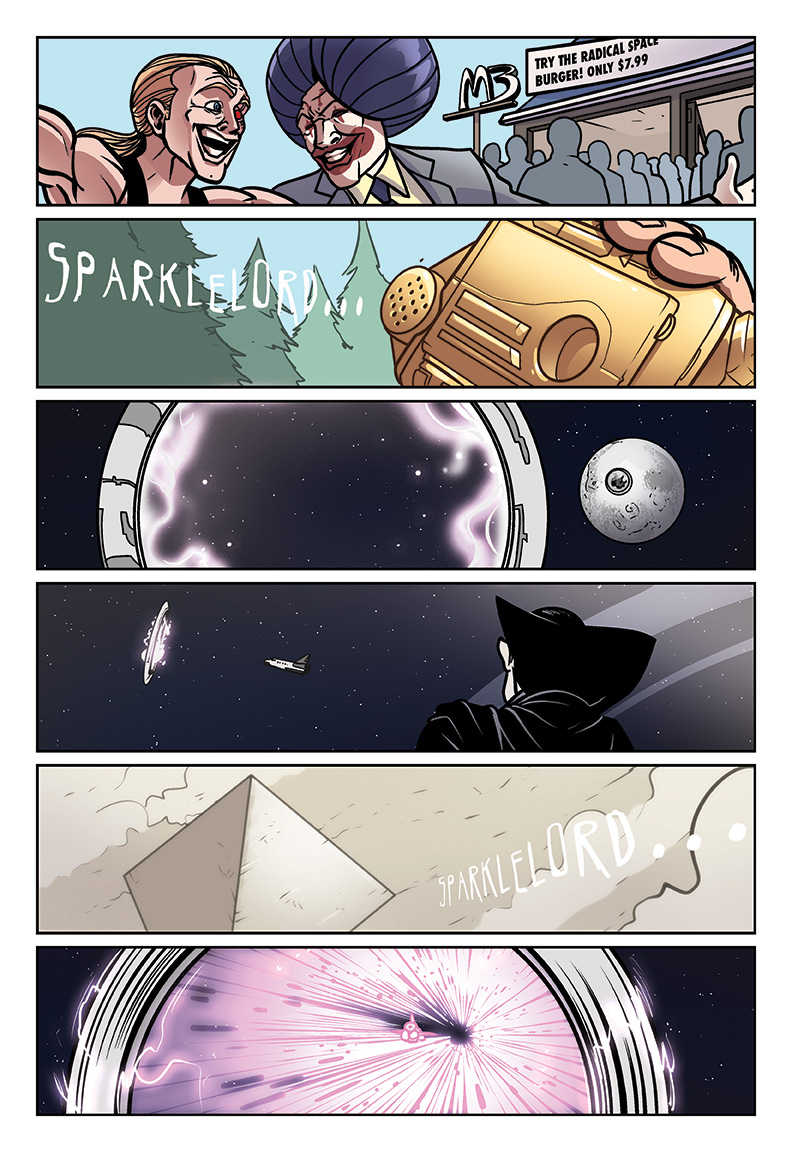 M3
TRY THE RADICAL SPACE
BURGER! ONLY $7.99
SPARKLELORD...
SPARKLELORD...